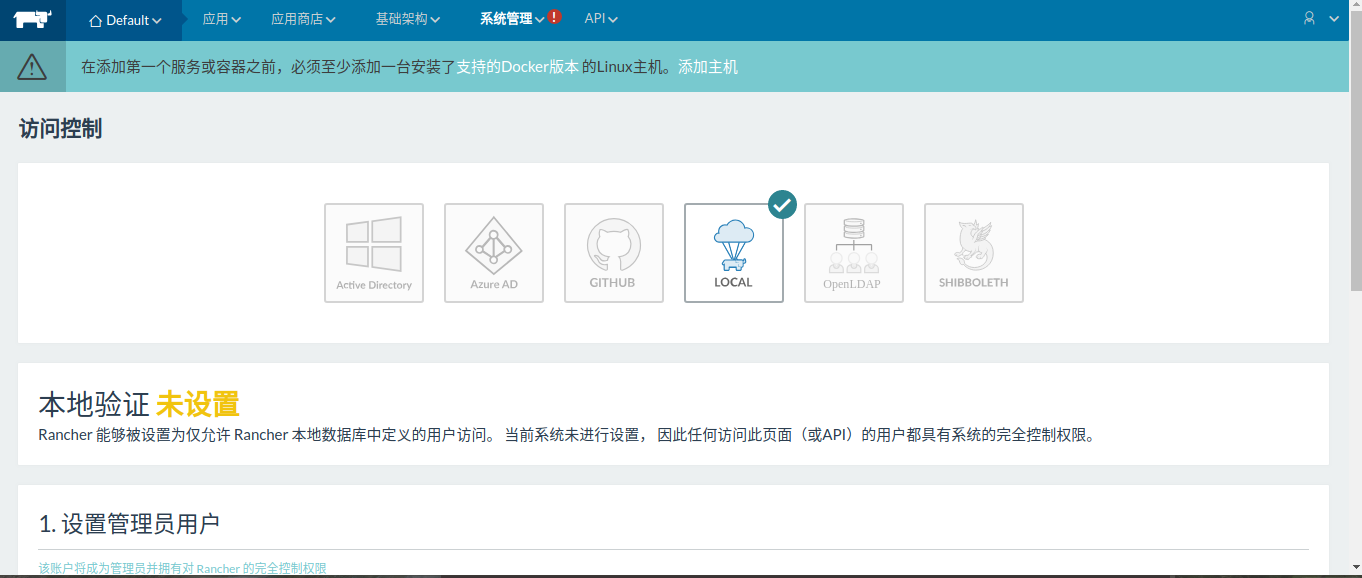 Default 应用 应用商店 基础架构 系统管理 ! API
在添加第一个服务或容器之前，必须至少添加一台安装了支持的Docker版本 的Linux主机。添加主机
访问控制
Active Directory Azure AD GITHUB LOCAL OpenLDAP SHIBBOLETH
本地验证 未设置
Rancher 能够被设置为仅允许 Rancher 本地数据库中定义的用户访问。 当前系统未进行设置， 因此任何访问此页面（或API）的用户都具有系统的完全控制权限。
1. 设置管理员用户
该账户将成为管理员并拥有对 Rancher 的完全控制权限